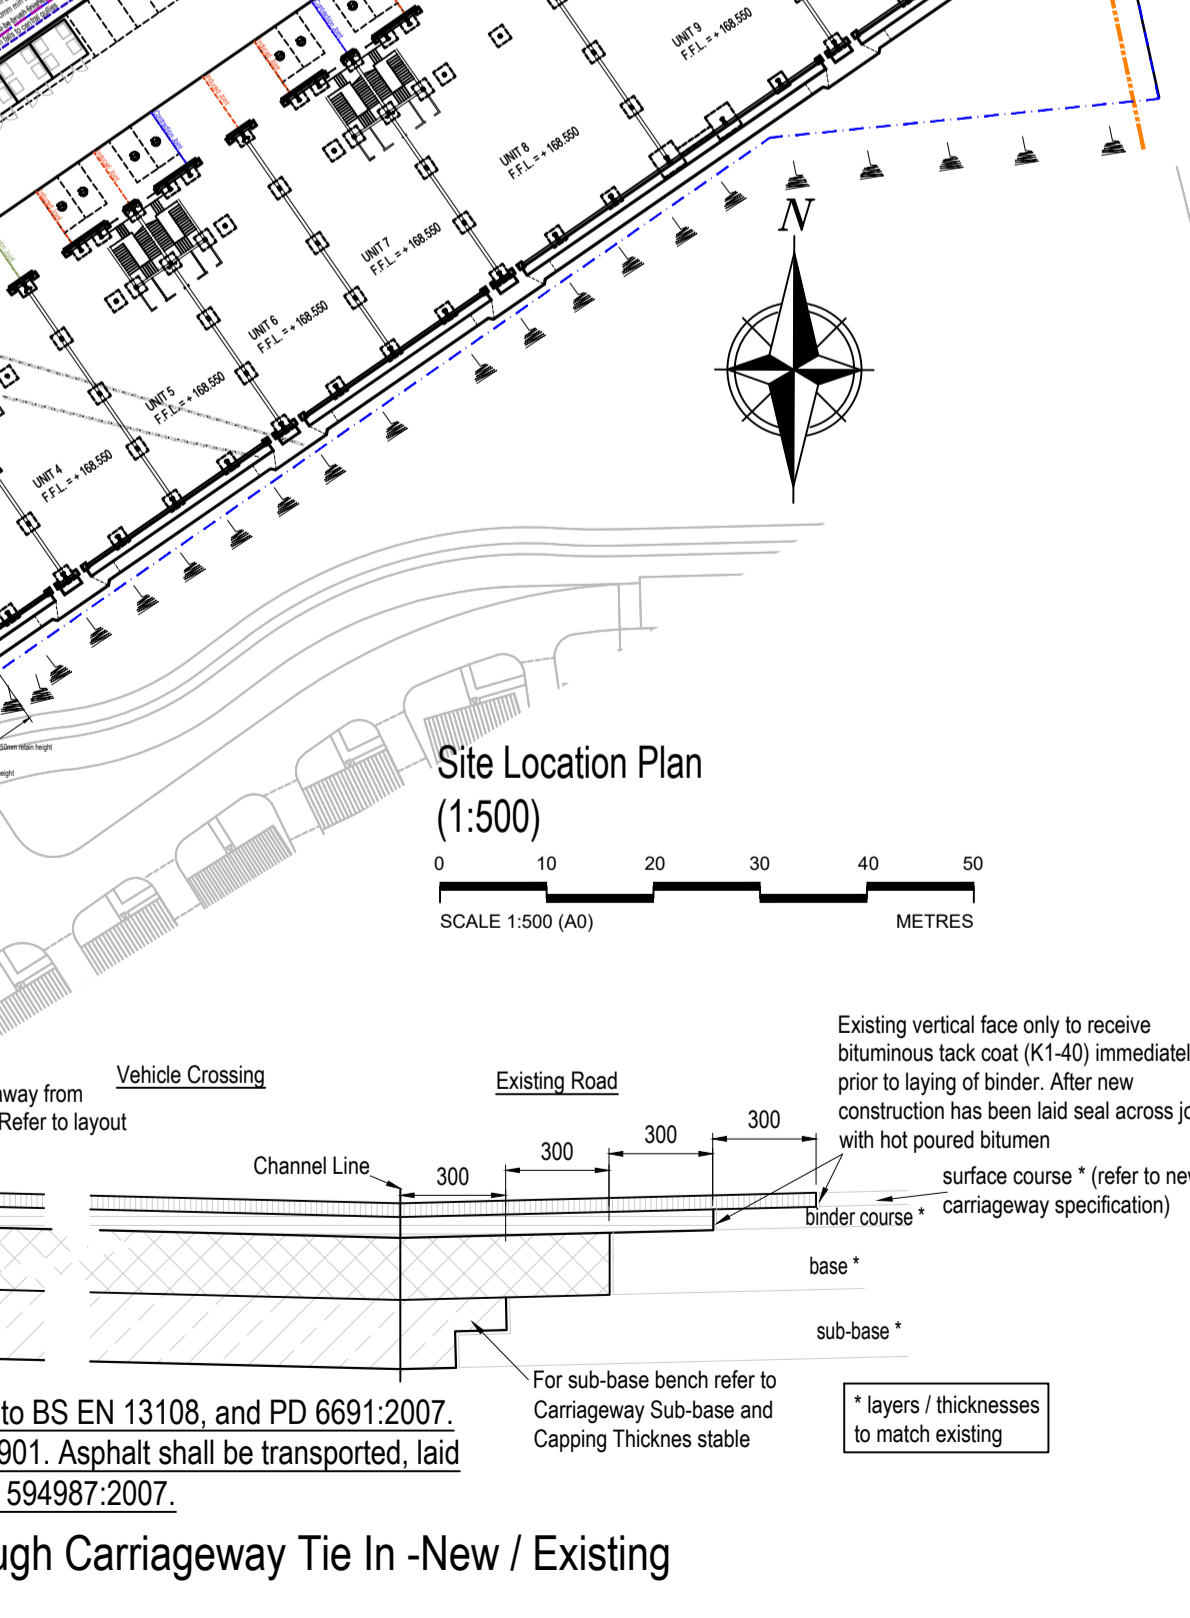 UNIT 9
F.F.L. = + 168.550
UNIT 8
F.F.L. = + 168.550
UNIT 7
F.F.L. = + 168.550
UNIT 6
F.F.L. = + 168.550
UNIT 5
F.F.L. = + 168.550
UNIT 4
F.F.L. = + 168.550
N
50mm retain height
eight
Site Location Plan
(1:500)
0 10 20 30 40 50
SCALE 1:500 (A0) METRES
Existing vertical face only to receive
bituminous tack coat (K1-40) immediatel
prior to laying of binder. After new
construction has been laid seal across jo
with hot poured bitumen
away from
Refer to layout
Vehicle Crossing
Existing Road
Channel Line
300
300
300
300
surface course * (refer to new
carriageway specification)
binder course *
base *
sub-base *
For sub-base bench refer to
Carriageway Sub-base and
Capping Thicknes stable
* layers / thicknesses
to match existing
to BS EN 13108, and PD 6691:2007.
901. Asphalt shall be transported, laid
594987:2007.
ugh Carriageway Tie In -New / Existing